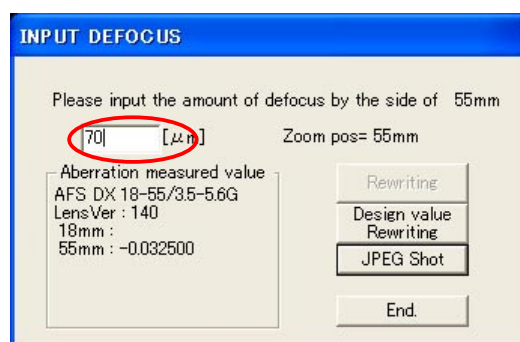 INPUT DEFOCUS
Please input the amount of defocus by the side of 55mm
70 [μm] Zoom pos= 55mm
Aberration measured value
AFS DX 18-55/3.5-5.6G
LensVer : 140
18mm :
55mm : -0.032500
Rewriting
Design value
Rewriting
JPEG Shot
End.